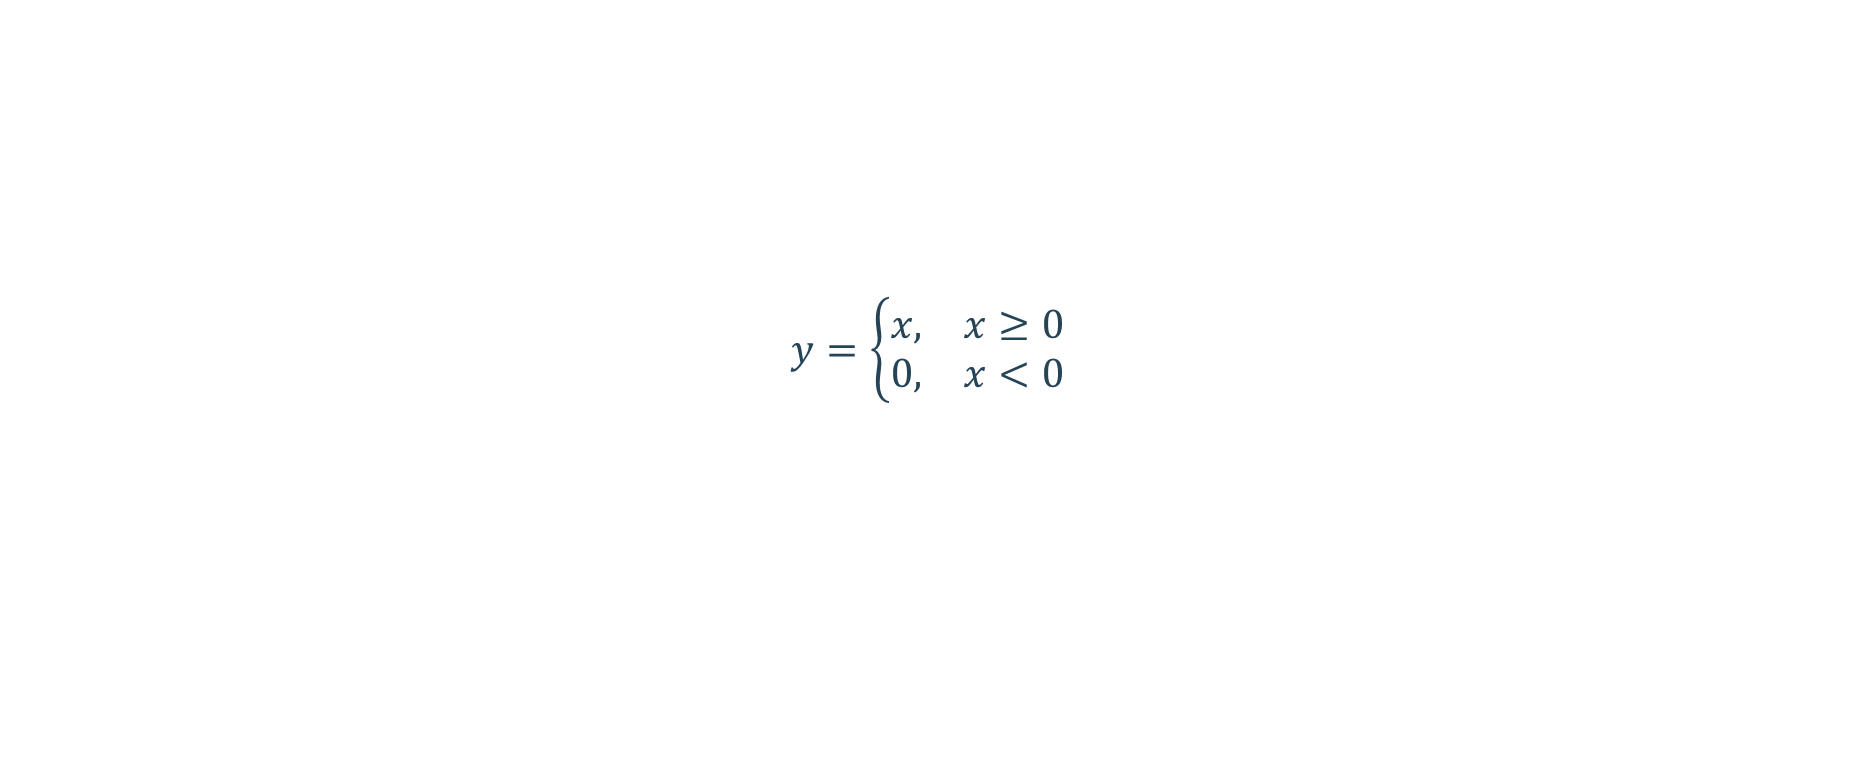 y = { x, x ≥ 0
0, x < 0